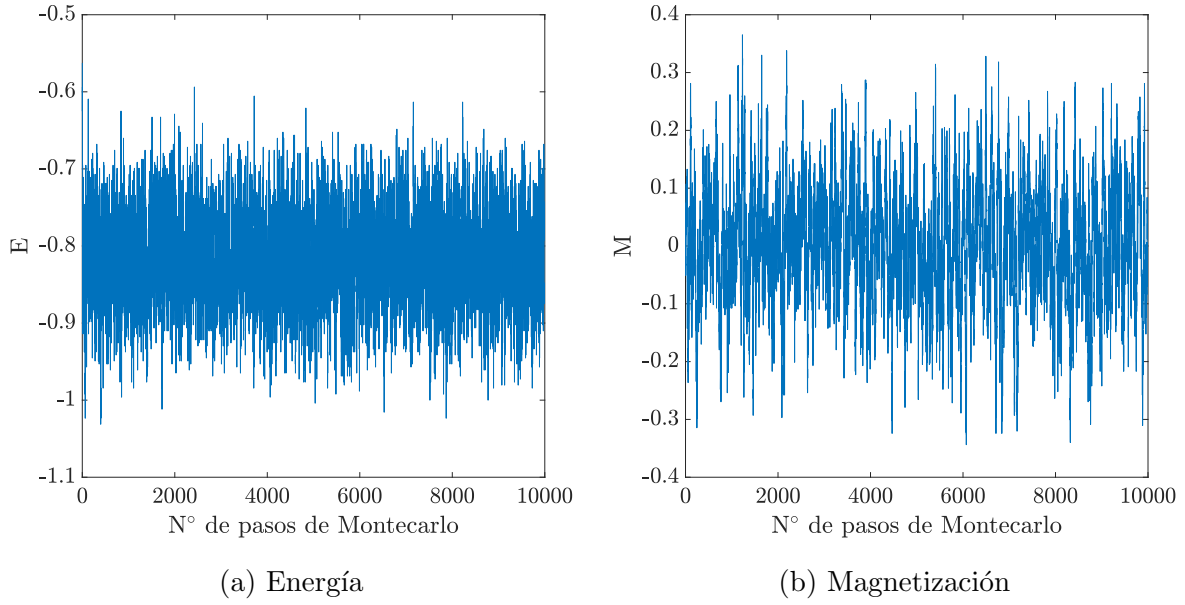 -0.5
-0.6
-0.7
-0.8
-0.9
-1
-1.1
E
0 2000 4000 6000 8000 10000
N° de pasos de Montecarlo
(a) Energía
0.4
0.3
0.2
0.1
0
-0.1
-0.2
-0.3
-0.4
M
0 2000 4000 6000 8000 10000
N° de pasos de Montecarlo
(b) Magnetización